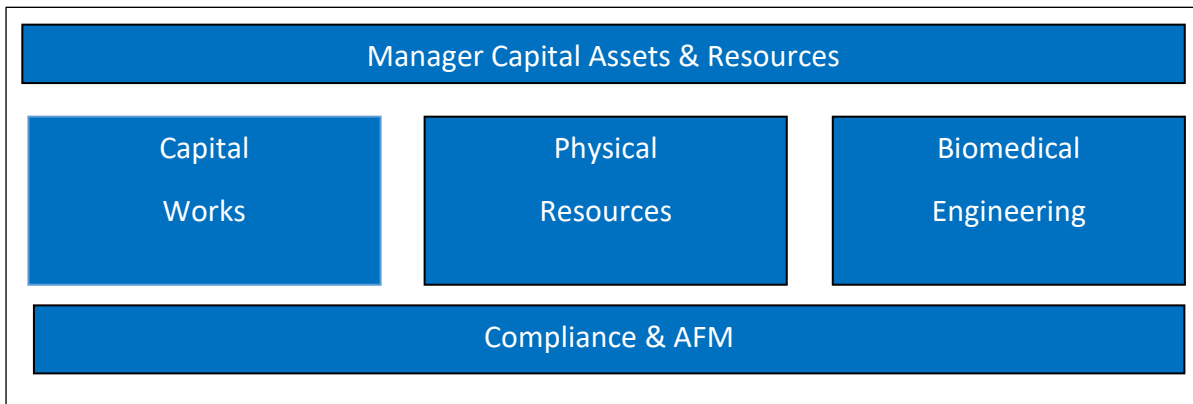 Manager Capital Assets & Resources
Capital
Works
Physical
Resources
Biomedical
Engineering
Compliance & AFM